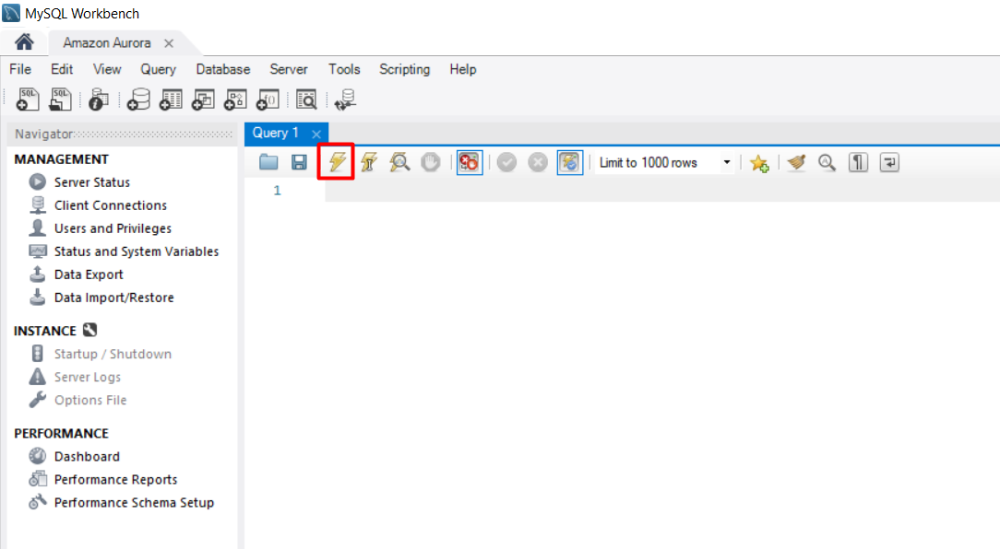 MySQL Workbench
Amazon Aurora
File Edit View Query Database Server Tools Scripting Help
SQL SQL
Navigator
Query 1
MANAGEMENT
Limit to 1000 rows
Server Status
1
Client Connections
Users and Privileges
Status and System Variables
Data Export
Data Import/Restore
INSTANCE
Startup / Shutdown
Server Logs
Options File
PERFORMANCE
Dashboard
Performance Reports
Performance Schema Setup